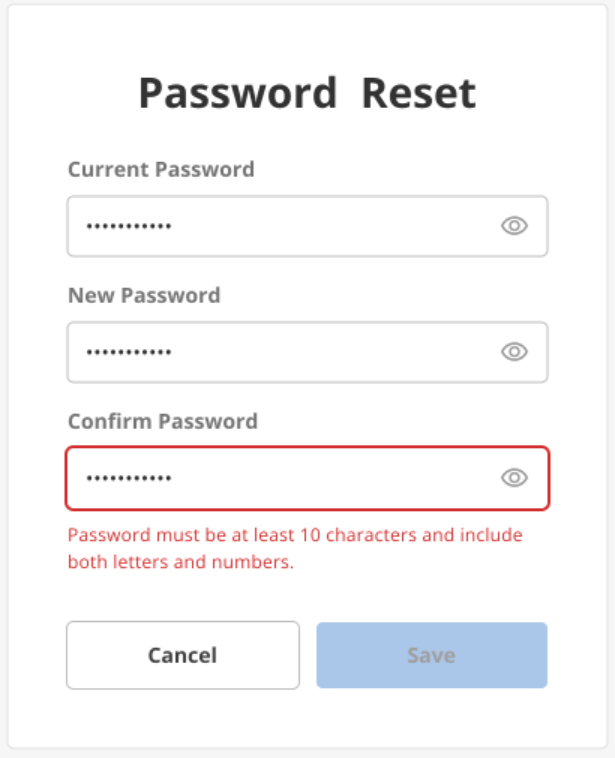 Password Reset
Current Password
•••••••••••
New Password
•••••••••••
Confirm Password
•••••••••••
Password must be at least 10 characters and include
both letters and numbers.
Cancel
Save